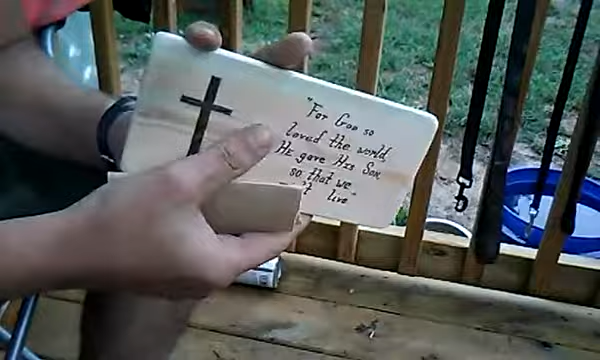 "For God so
loved the world,
HE gave HIS SON
so that we
live"